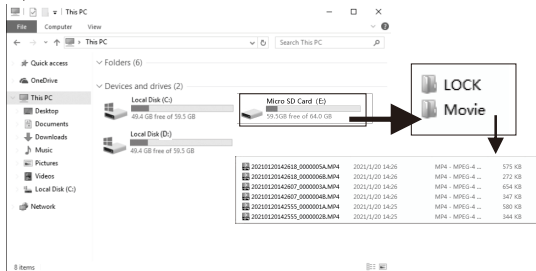 This PC
File Computer View
This PC
Search This PC
Quick access
OneDrive
This PC
Desktop
Documents
Downloads
Music
Pictures
Videos
Local Disk (C:)
Network
Folders (6)
Devices and drives (2)
Local Disk (C:)
49.4 GB free of 59.5 GB
Micro SD Card (E:)
59.5GB free of 64.0 GB
Local Disk (D:)
49.4 GB free of 59.5 GB
LOCK
Movie
20210120142618_0000005A.MP4 2021/1/20 14:26 MP4 - MPEG-4 ... 575 KB
20210120142618_0000006B.MP4 2021/1/20 14:26 MP4 - MPEG-4 ... 272 KB
20210120142607_0000003A.MP4 2021/1/20 14:26 MP4 - MPEG-4 ... 654 KB
20210120142607_0000004B.MP4 2021/1/20 14:26 MP4 - MPEG-4 ... 347 KB
20210120142555_0000001A.MP4 2021/1/20 14:25 MP4 - MPEG-4 ... 580 KB
20210120142555_0000002B.MP4 2021/1/20 14:25 MP4 - MPEG-4 ... 344 KB
8 items